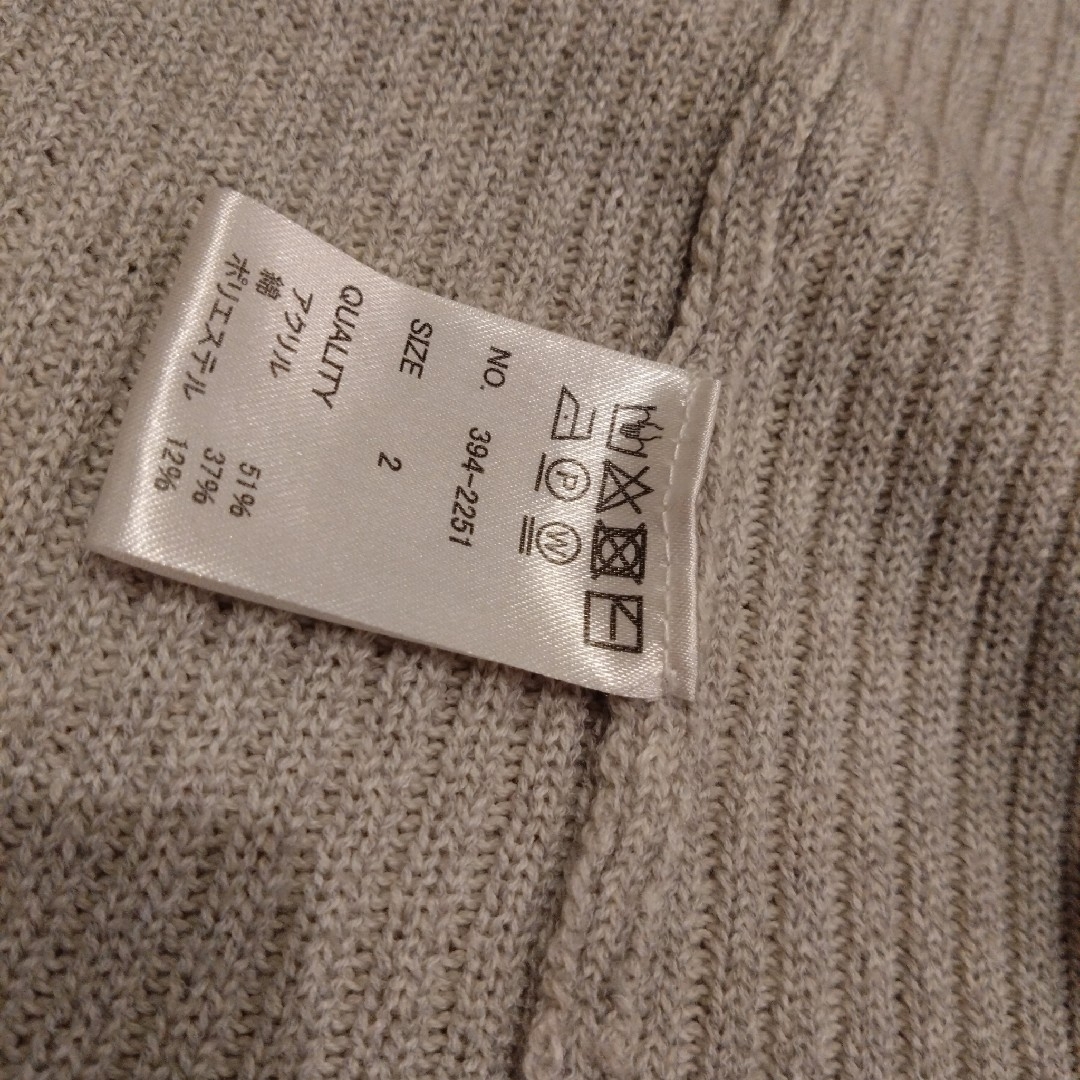 P W
NO. 394-2251
SIZE 2
QUALITY
アクリル 51%
綿 37%
ポリエステル 12%